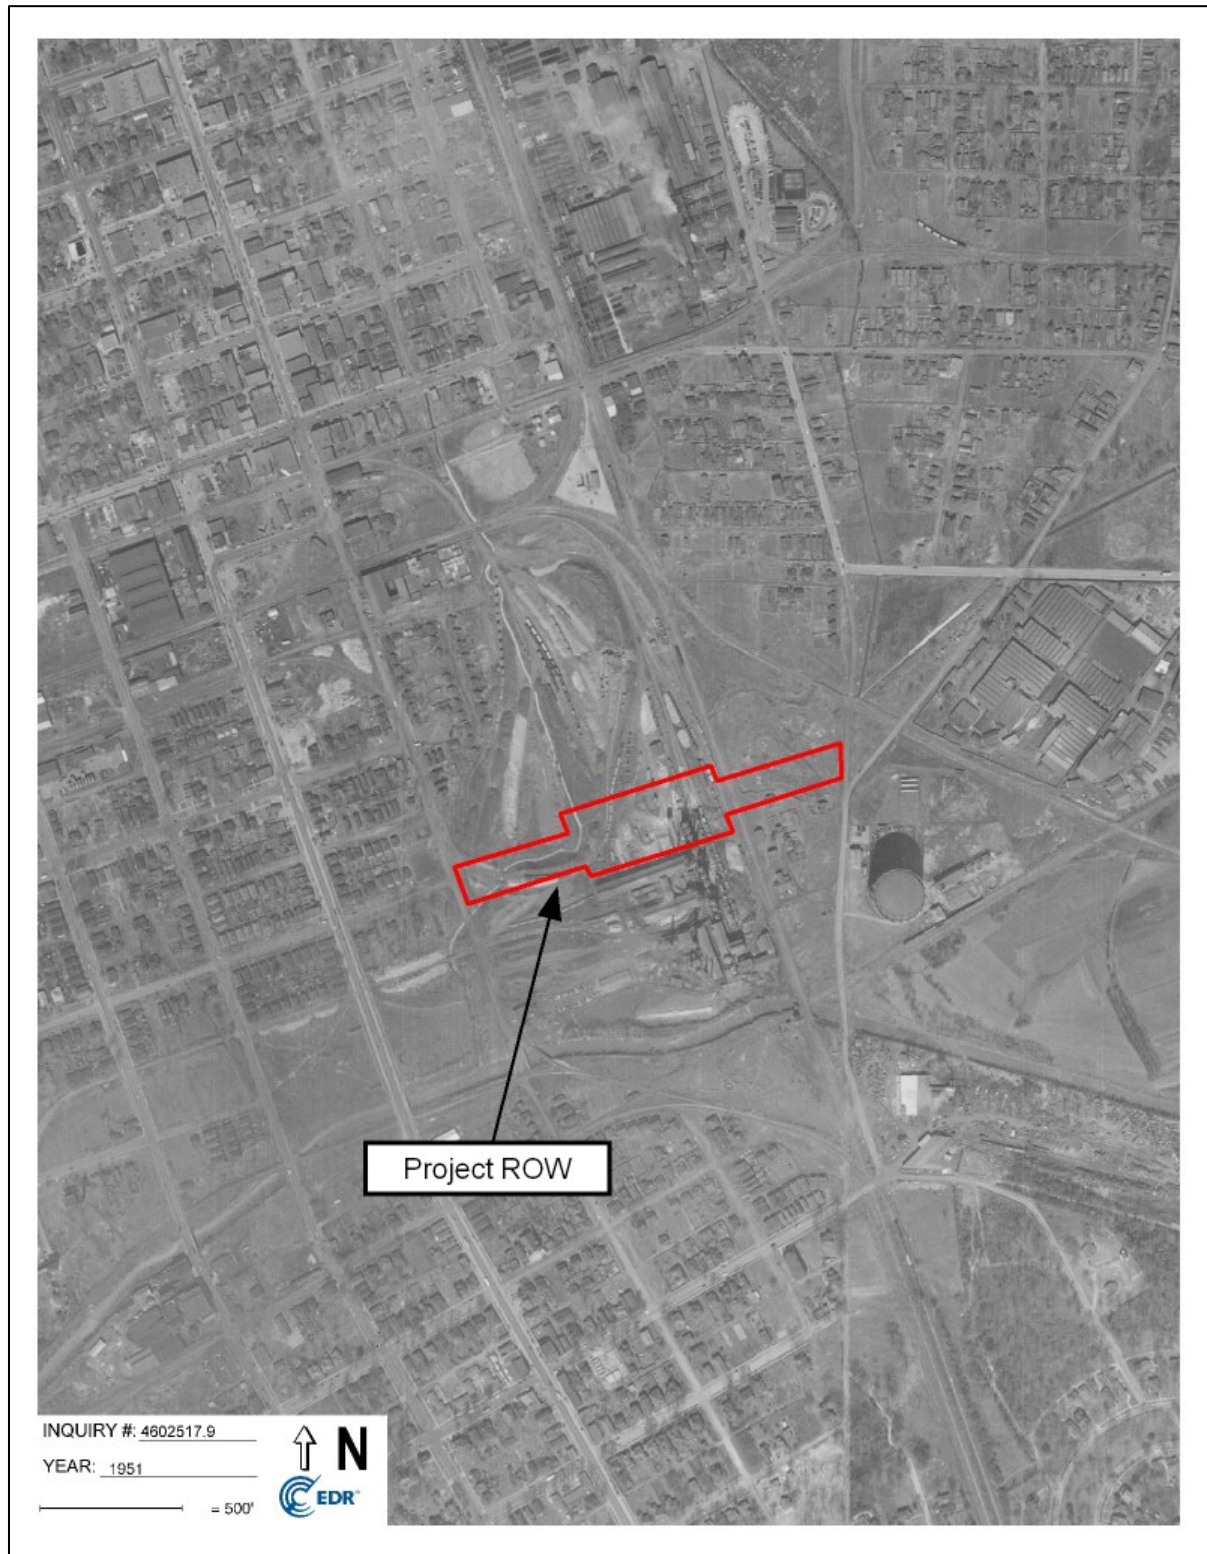 Project ROW
INQUIRY #: 4602517.9
YEAR: 1951
N
EDR
= 500'